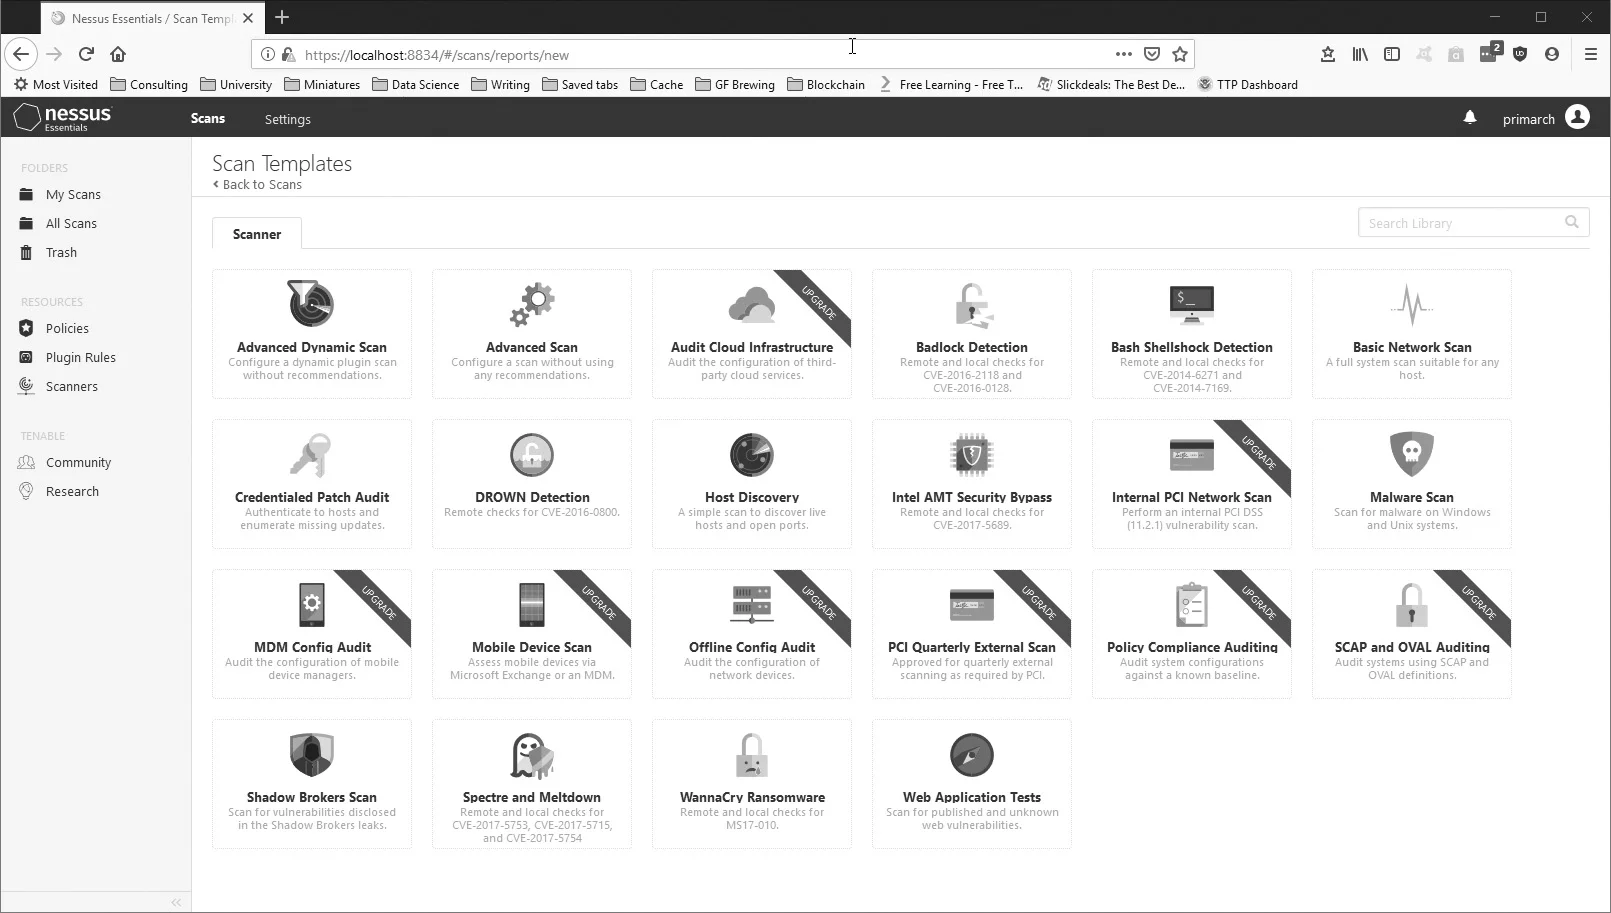 Nessus Essentials / Scan Templ
https://localhost:8834/#/scans/reports/new
2
Most Visited Consulting University Miniatures Data Science Writing Saved tabs Cache GF Brewing Blockchain Free Learning - Free T... Slickdeals: The Best De... TTP Dashboard
nessus
Essentials
Scans Settings primarch
FOLDERS
My Scans
All Scans
Trash
RESOURCES
Policies
Plugin Rules
Scanners
TENABLE
Community
Research
Scan Templates
Back to Scans
Scanner
Search Library
Advanced Dynamic Scan
Configure a dynamic plugin scan
without recommendations.
Advanced Scan
Configure a scan without using
any recommendations.
UPGRADE
Audit Cloud Infrastructure
Audit the configuration of third-
party cloud services.
Badlock Detection
Remote and local checks for
CVE-2016-2118 and
CVE-2016-0128.
$_
Bash Shellshock Detection
Remote and local checks for
CVE-2014-6271 and
CVE-2014-7169.
Basic Network Scan
A full system scan suitable for any
host.
Credentialed Patch Audit
Authenticate to hosts and
enumerate missing updates.
DROWN Detection
Remote checks for CVE-2016-0800.
Host Discovery
A simple scan to discover live
hosts and open ports.
Intel AMT Security Bypass
Remote and local checks for
CVE-2017-5689.
UPGRADE
Internal PCI Network Scan
Perform an internal PCI DSS
(11.2.1) vulnerability scan.
Malware Scan
Scan for malware on Windows
and Unix systems.
UPGRADE
MDM Config Audit
Audit the configuration of mobile
device managers.
UPGRADE
Mobile Device Scan
Assess mobile devices via
Microsoft Exchange or an MDM.
UPGRADE
Offline Config Audit
Audit the configuration of
network devices.
UPGRADE
PCI Quarterly External Scan
Approved for quarterly external
scanning as required by PCI.
UPGRADE
Policy Compliance Auditing
Audit system configurations
against a known baseline.
UPGRADE
SCAP and OVAL Auditing
Audit systems using SCAP and
OVAL definitions.
Shadow Brokers Scan
Scan for vulnerabilities disclosed
in the Shadow Brokers leaks.
Spectre and Meltdown
Remote and local checks for
CVE-2017-5753, CVE-2017-5715,
and CVE-2017-5754
WannaCry Ransomware
Remote and local checks for
MS17-010.
Web Application Tests
Scan for published and unknown
web vulnerabilities.